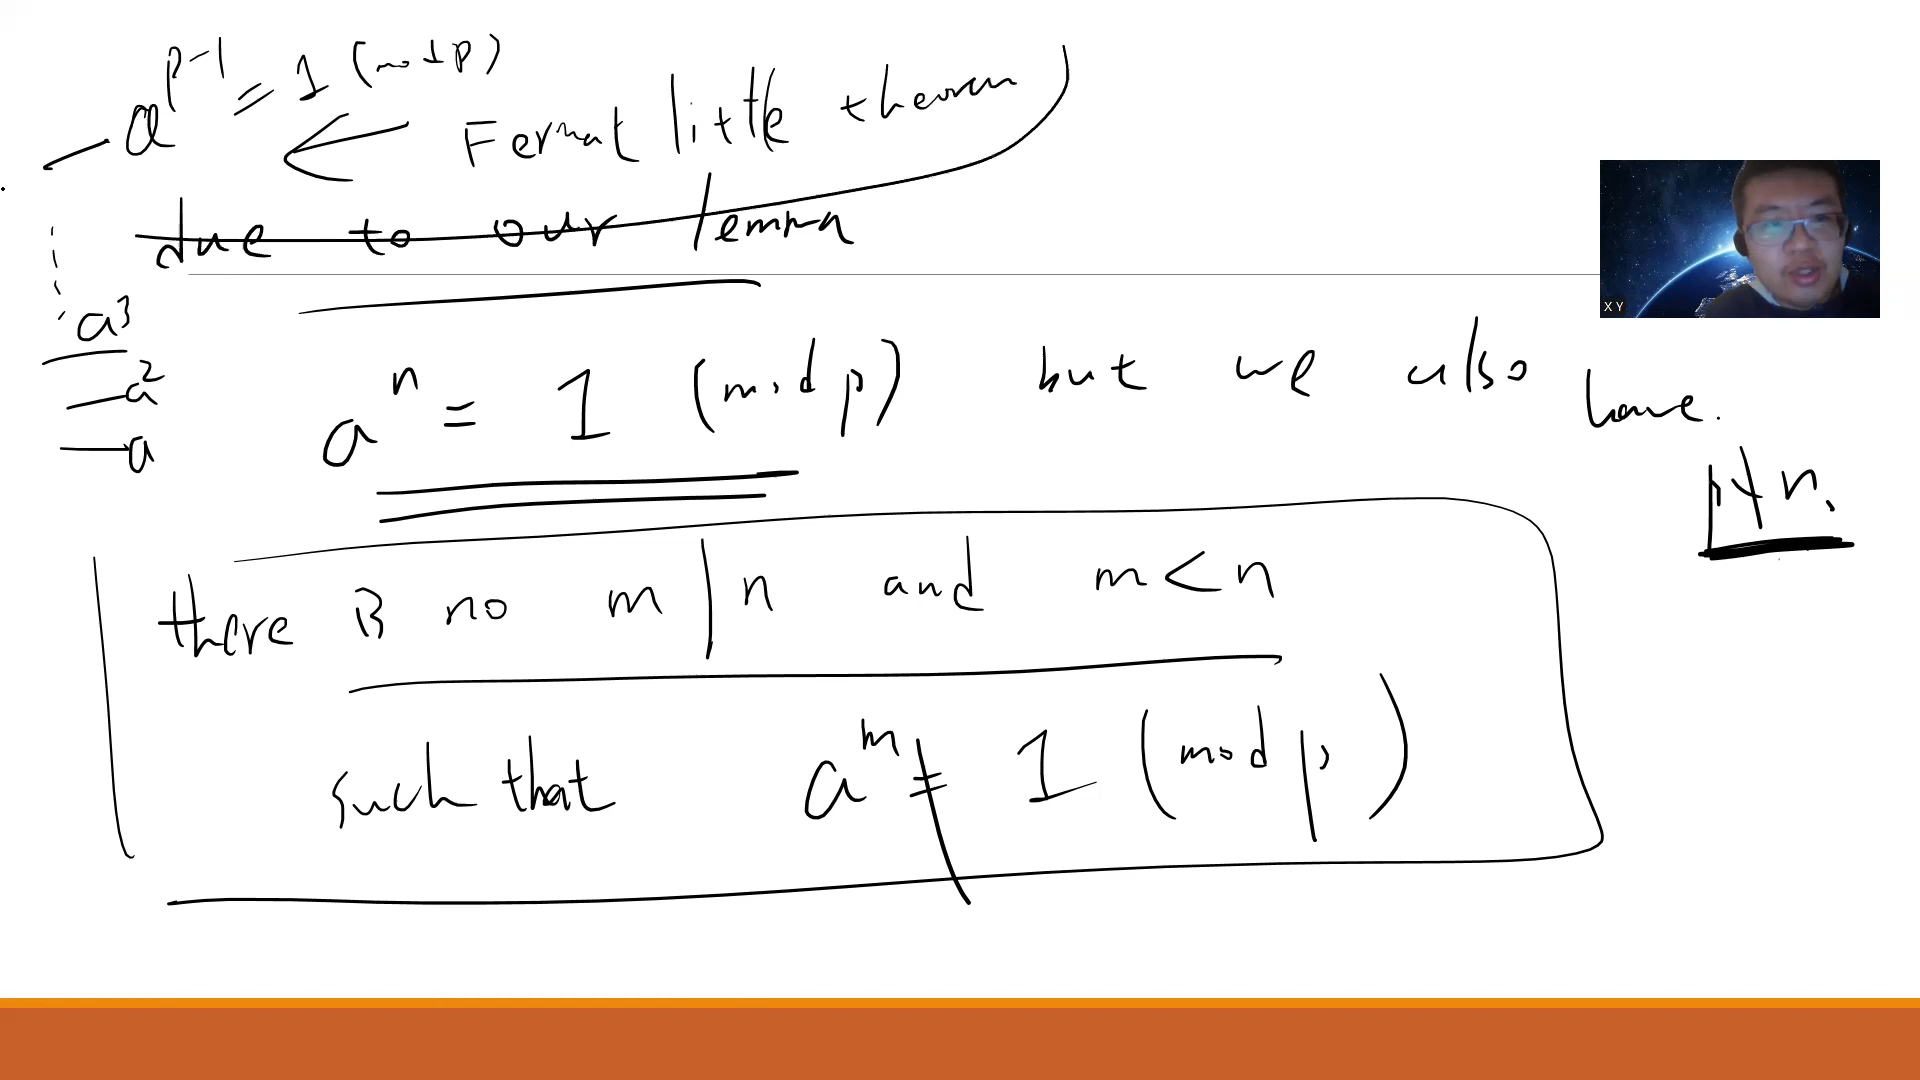 a^{p-1} = 1 (mod p)
Fermat little theorem
due to our lemma
a^3
a^2
a
a^n = 1 (mod p) but we also have.
p∤n.
there is no m | n and m < n
such that a^m ≠ 1 (mod p)
X Y